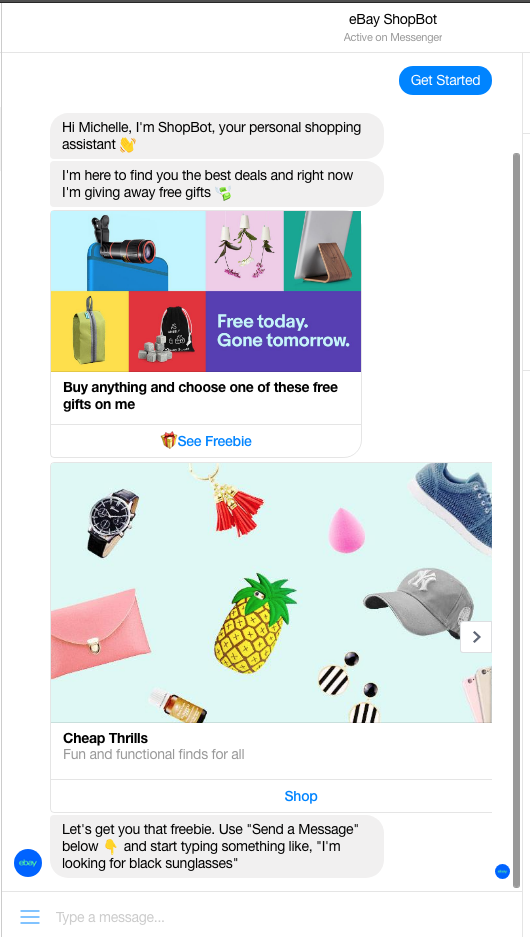 eBay ShopBot
Active on Messenger
Get Started
Hi Michelle, I'm ShopBot, your personal shopping
assistant 👋
I'm here to find you the best deals and right now
I'm giving away free gifts 💸
Free today.
Gone tomorrow.
Buy anything and choose one of these free
gifts on me
🎁See Freebie
NY
Cheap Thrills
Fun and functional finds for all
Shop
Let's get you that freebie. Use "Send a Message"
below 👇 and start typing something like, "I'm
looking for black sunglasses"
ebay
Type a message...